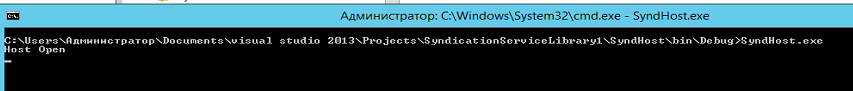 Администратор: C:\Windows\System32\cmd.exe - SyndHost.exe
C:\Users\Администратор\Documents\visual studio 2013\Projects\SyndicationServiceLibrary1\SyndHost\bin\Debug>SyndHost.exe
Host Open